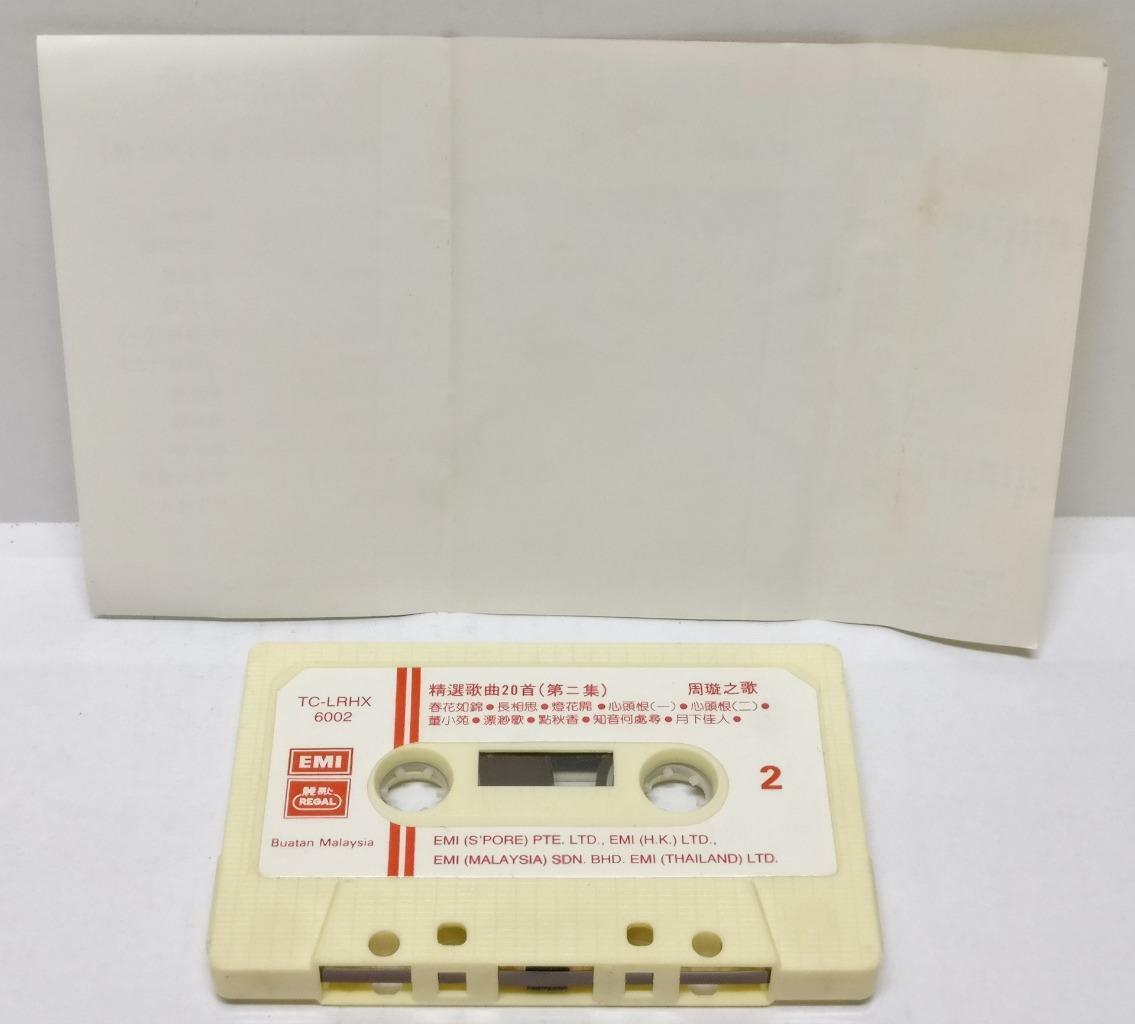 TC-LRHX
6002
精選歌曲20首(第二集) 周璇之歌
春花如錦●長相思●燈花開●心頭恨(一)●心頭恨(二)●
董小苑●漂渺歌●點秋香●知音何處尋●月下佳人●
EMI
麗歌
REGAL
2
Buatan Malaysia
EMI (S'PORE) PTE. LTD., EMI (H.K.) LTD.,
EMI (MALAYSIA) SDN. BHD. EMI (THAILAND) LTD.